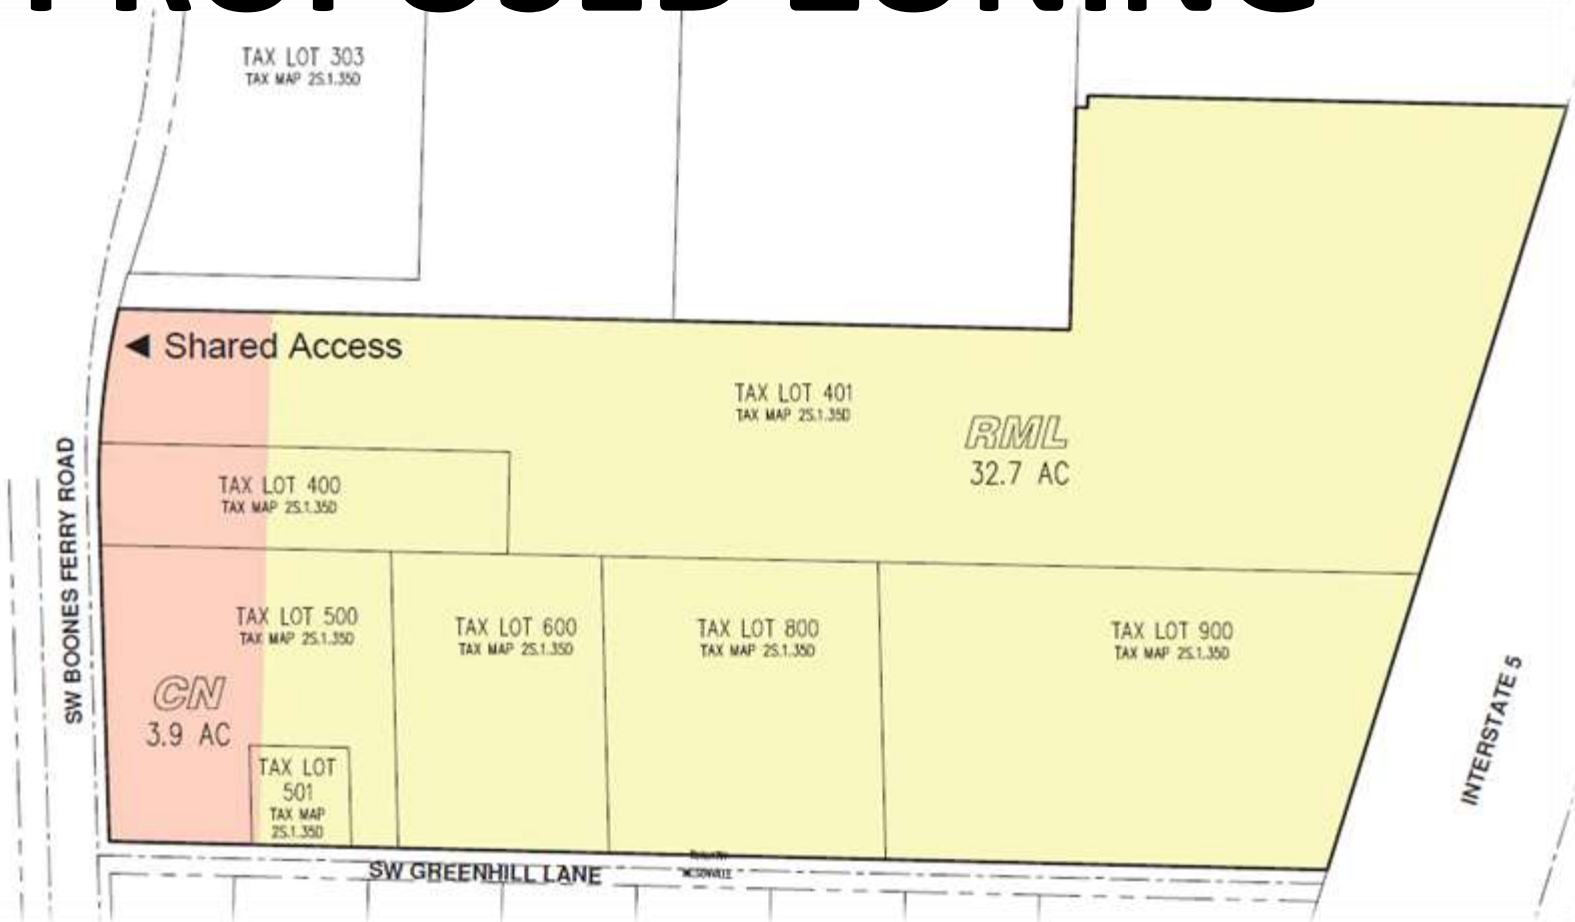 PROPOSED ZONING
TAX LOT 303
TAX MAP 2S.1.35D
◄ Shared Access
TAX LOT 401
TAX MAP 2S.1.35D
RML
32.7 AC
TAX LOT 400
TAX MAP 2S.1.35D
SW BOONES FERRY ROAD
TAX LOT 500
TAX MAP 2S.1.35D
TAX LOT 600
TAX MAP 2S.1.35D
TAX LOT 800
TAX MAP 2S.1.35D
TAX LOT 900
TAX MAP 2S.1.35D
CN
3.9 AC
TAX LOT
501
TAX MAP
2S.1.35D
INTERSTATE 5
SW GREENHILL LANE
WILSONVILLE